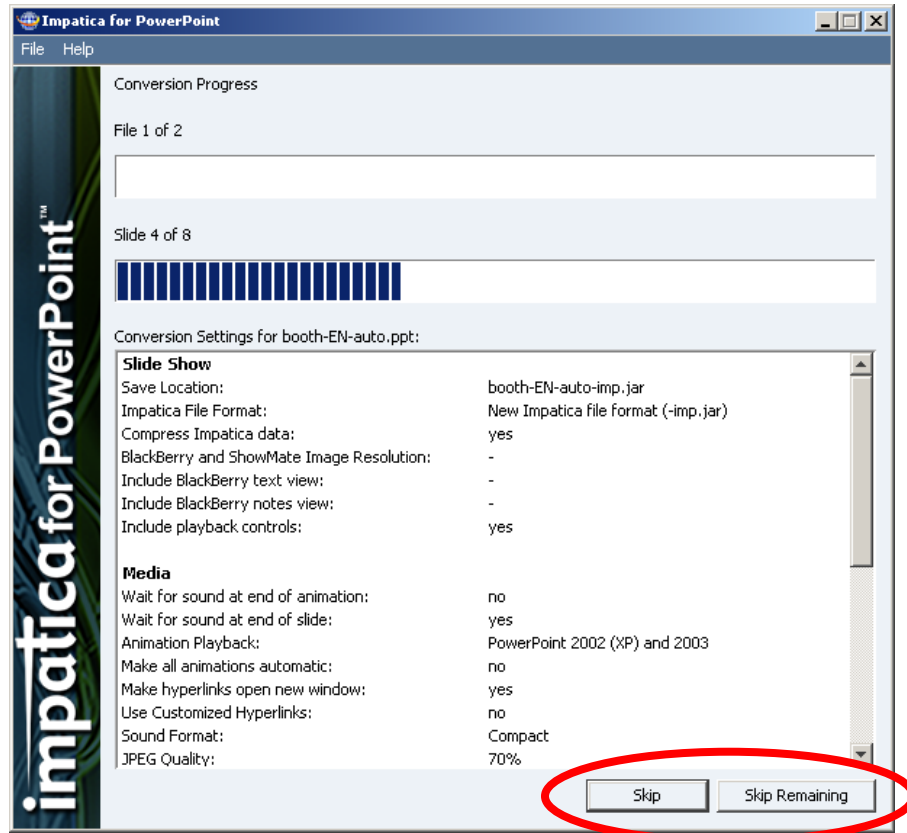 Impatica for PowerPoint
File Help
impatica for PowerPoint™
Conversion Progress
File 1 of 2
Slide 4 of 8
Conversion Settings for booth-EN-auto.ppt:
Slide Show
Save Location: booth-EN-auto-imp.jar
Impatica File Format: New Impatica file format (-imp.jar)
Compress Impatica data: yes
BlackBerry and ShowMate Image Resolution: -
Include BlackBerry text view: -
Include BlackBerry notes view: -
Include playback controls: yes
Media
Wait for sound at end of animation: no
Wait for sound at end of slide: yes
Animation Playback: PowerPoint 2002 (XP) and 2003
Make all animations automatic: no
Make hyperlinks open new window: yes
Use Customized Hyperlinks: no
Sound Format: Compact
JPEG Quality: 70%
Skip Skip Remaining